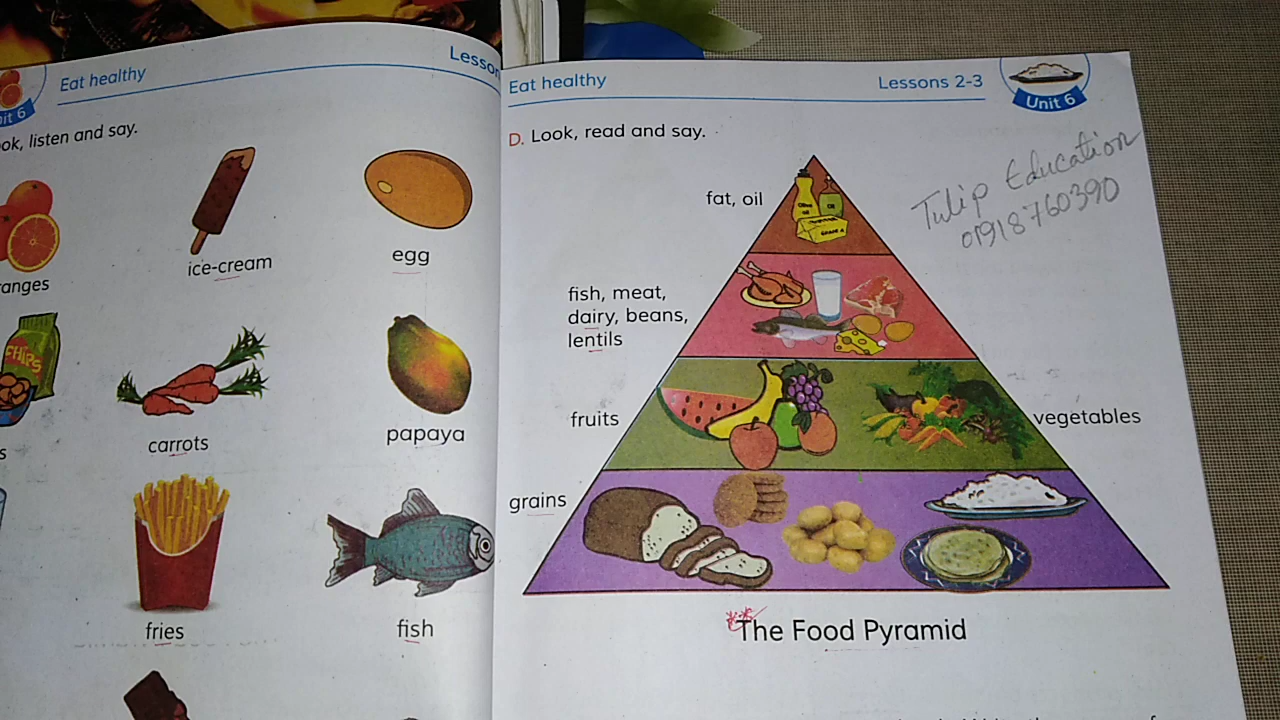 Eat healthy
Lesson
ok, listen and say.
ice-cream
egg
anges
CHIPS
carrots
papaya
s
fries
fish
Eat healthy
Lessons 2-3
Unit 6
D. Look, read and say.
Tulip Education
01918760390
fat, oil
fish, meat,
dairy, beans,
lentils
fruits
vegetables
grains
The Food Pyramid